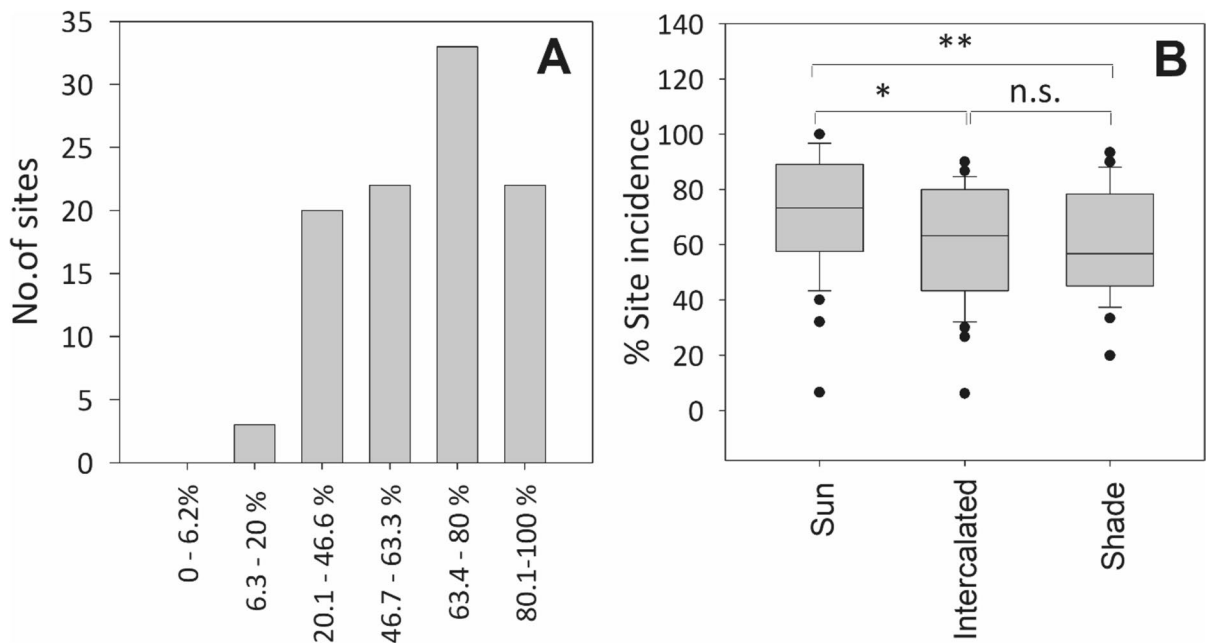 A
No.of sites
35
30
25
20
15
10
5
0
0 - 6.2%
6.3 - 20 %
20.1 - 46.6 %
46.7 - 63.3 %
63.4 - 80 %
80.1-100 %
B
% Site incidence
140
120
100
80
60
40
20
0
**
*
n.s.
Sun
Intercalated
Shade